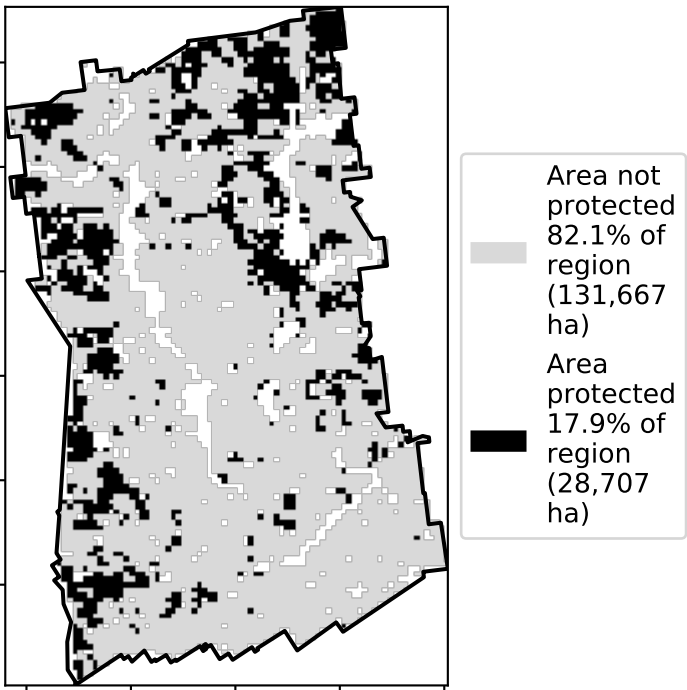 Area not
protected
82.1% of
region
(131,667
ha)
Area
protected
17.9% of
region
(28,707
ha)